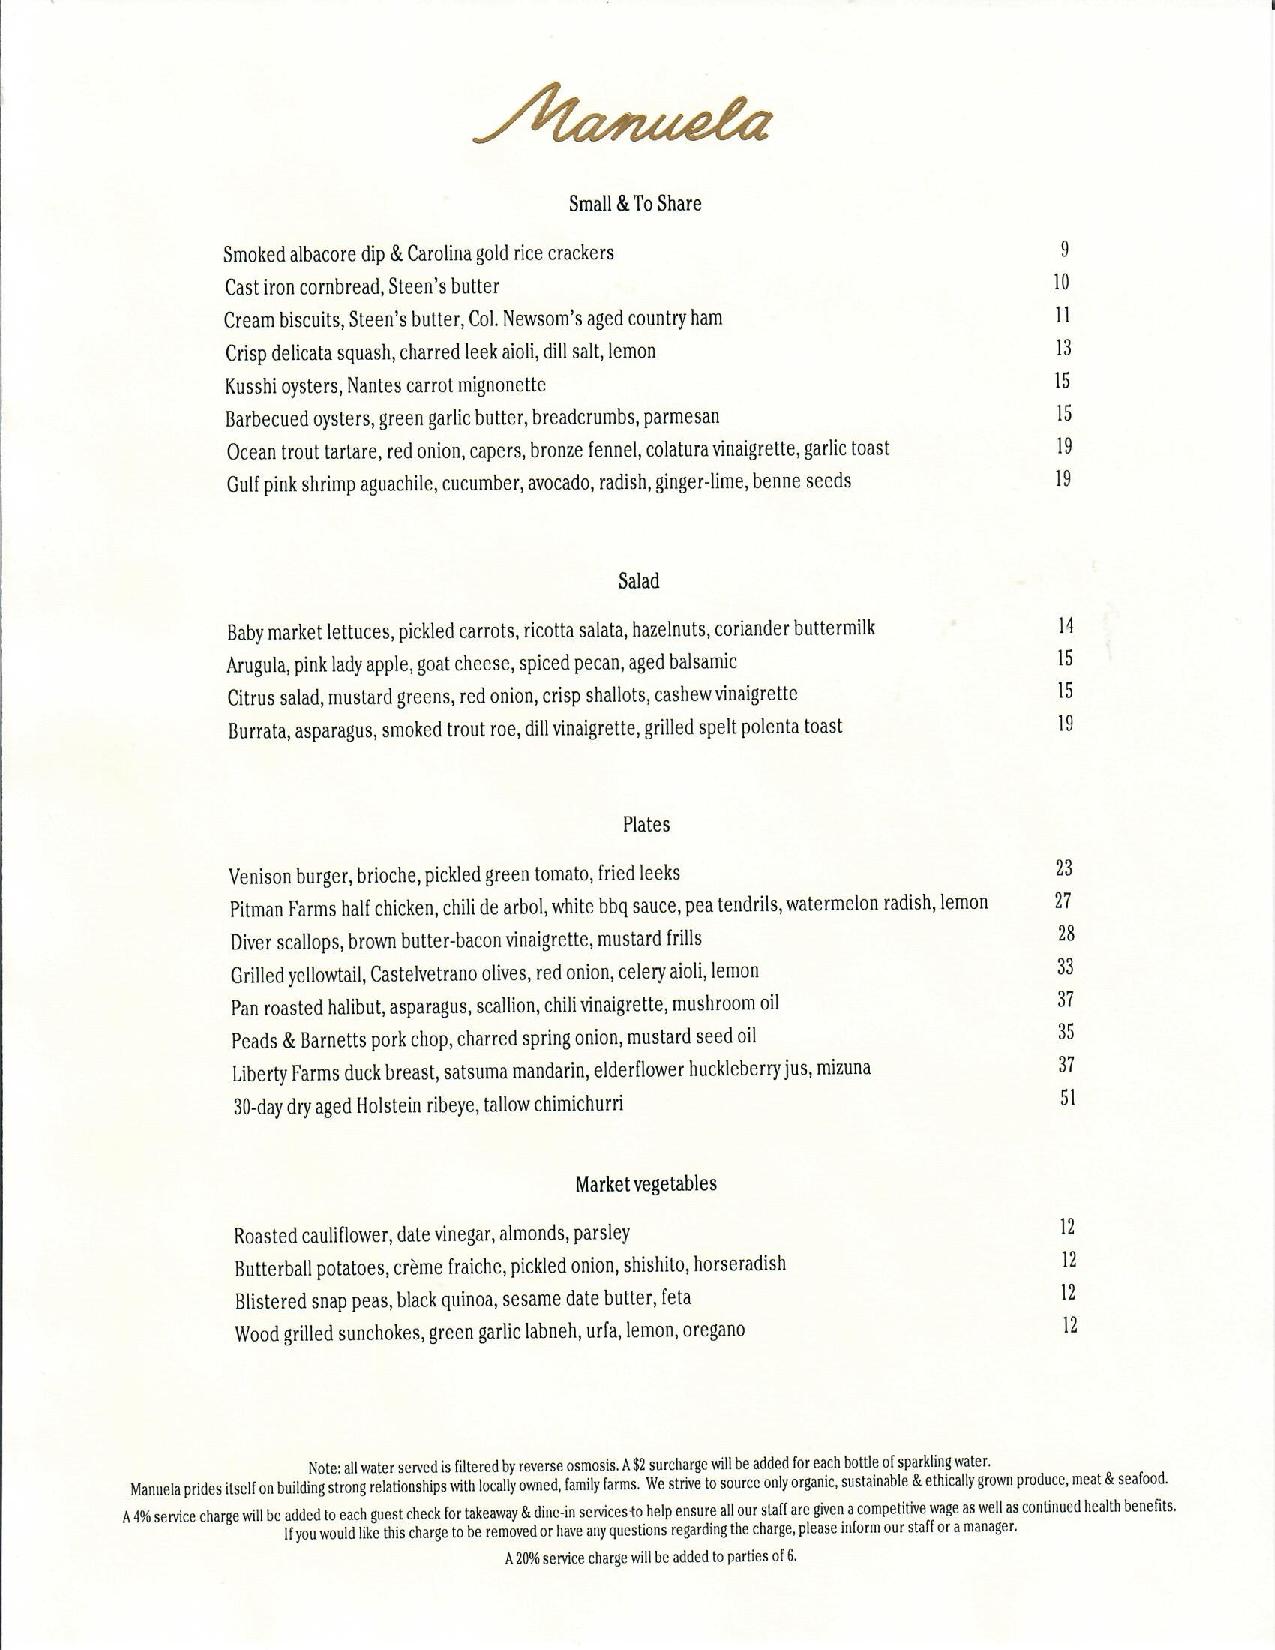 Manuela
Small & To Share
Smoked albacore dip & Carolina gold rice crackers 9
Cast iron cornbread, Steen's butter 10
Cream biscuits, Steen's butter, Col. Newsom's aged country ham 11
Crisp delicata squash, charred leek aioli, dill salt, lemon 13
Kusshi oysters, Nantes carrot mignonette 15
Barbecued oysters, green garlic butter, breadcrumbs, parmesan 15
Ocean trout tartare, red onion, capers, bronze fennel, colatura vinaigrette, garlic toast 19
Gulf pink shrimp aguachile, cucumber, avocado, radish, ginger-lime, benne seeds 19
Salad
Baby market lettuces, pickled carrots, ricotta salata, hazelnuts, coriander buttermilk 14
Arugula, pink lady apple, goat cheese, spiced pecan, aged balsamic 15
Citrus salad, mustard greens, red onion, crisp shallots, cashew vinaigrette 15
Burrata, asparagus, smoked trout roe, dill vinaigrette, grilled spelt polenta toast 19
Plates
Venison burger, brioche, pickled green tomato, fried leeks 23
Pitman Farms half chicken, chili de arbol, white bbq sauce, pea tendrils, watermelon radish, lemon 27
Diver scallops, brown butter-bacon vinaigrette, mustard frills 28
Grilled yellowtail, Castelvetrano olives, red onion, celery aioli, lemon 33
Pan roasted halibut, asparagus, scallion, chili vinaigrette, mushroom oil 37
Peads & Barnetts pork chop, charred spring onion, mustard seed oil 35
Liberty Farms duck breast, satsuma mandarin, elderflower huckleberry jus, mizuna 37
30-day dry aged Holstein ribeye, tallow chimichurri 51
Market vegetables
Roasted cauliflower, date vinegar, almonds, parsley 12
Butterball potatoes, crème fraiche, pickled onion, shishito, horseradish 12
Blistered snap peas, black quinoa, sesame date butter, feta 12
Wood grilled sunchokes, green garlic labneh, urfa, lemon, oregano 12
Note: all water served is filtered by reverse osmosis. A $2 surcharge will be added for each bottle of sparkling water.
Manuela prides itself on building strong relationships with locally owned, family farms. We strive to source only organic, sustainable & ethically grown produce, meat & seafood.
A 4% service charge will be added to each guest check for takeaway & dine-in services to help ensure all our staff are given a competitive wage as well as continued health benefits.
If you would like this charge to be removed or have any questions regarding the charge, please inform our staff or a manager.
A 20% service charge will be added to parties of 6.